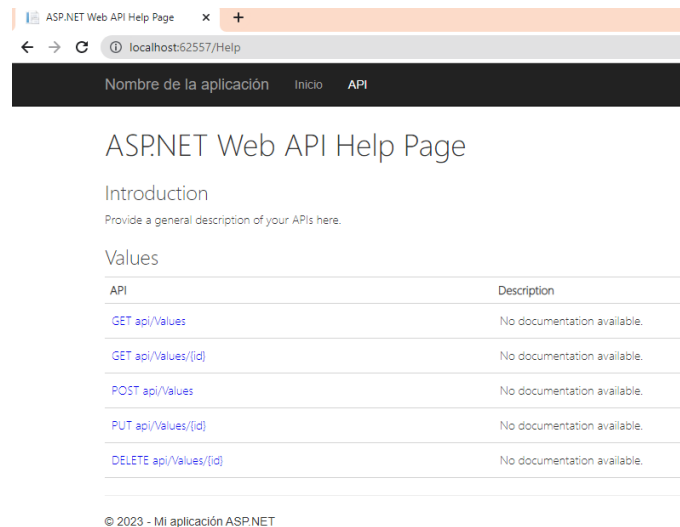 ASP.NET Web API Help Page
localhost:62557/Help
Nombre de la aplicación Inicio API
ASP.NET Web API Help Page
Introduction
Provide a general description of your APIs here.
Values
API Description
GET api/Values No documentation available.
GET api/Values/{id} No documentation available.
POST api/Values No documentation available.
PUT api/Values/{id} No documentation available.
DELETE api/Values/{id} No documentation available.
© 2023 - Mi aplicación ASP.NET